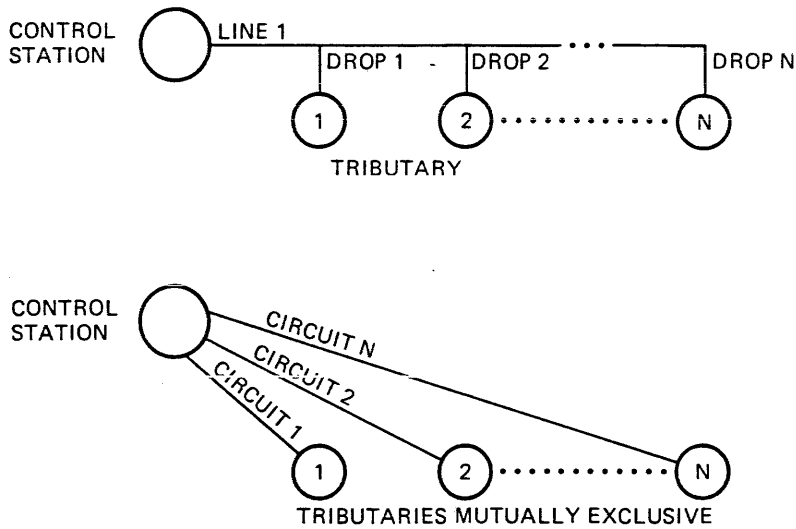 CONTROL
STATION
LINE 1
DROP 1
DROP 2
DROP N
1
2
N
TRIBUTARY
CONTROL
STATION
CIRCUIT N
CIRCUIT 2
CIRCUIT 1
1
2
N
TRIBUTARIES MUTUALLY EXCLUSIVE